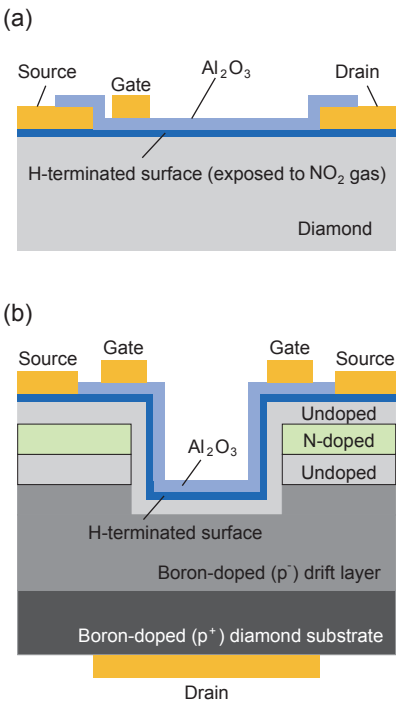 (a)
Source
Gate
Al₂O₃
Drain
H-terminated surface (exposed to NO₂ gas)
Diamond
(b)
Source
Gate
Gate
Source
Undoped
N-doped
Al₂O₃
Undoped
H-terminated surface
Boron-doped (p⁻) drift layer
Boron-doped (p⁺) diamond substrate
Drain